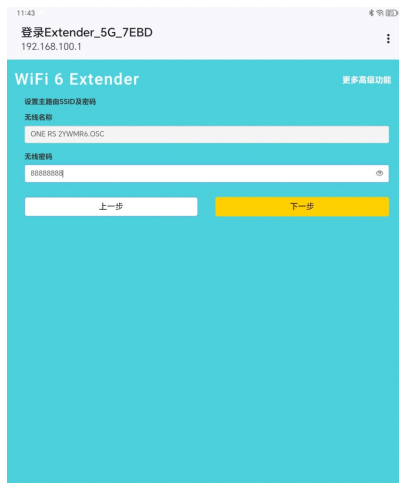 11:43
登录Extender_5G_7EBD
192.168.100.1
WiFi 6 Extender
更多高级功能
设置主路由SSID及密码
无线名称
ONE RS 2YWMR6.OSC
无线密码
88888888
上一步
下一步